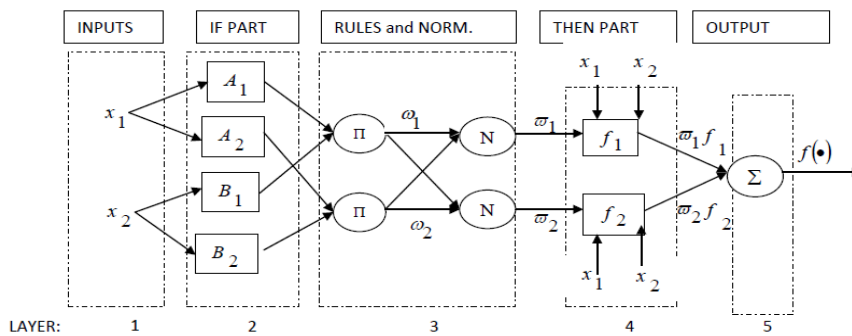 INPUTS IF PART RULES and NORM. THEN PART OUTPUT
x₁ x₂
A₁
ω₁ ϖ₁ ϖ₁f₁ f(•)
x₁ Π N f₁
A₂
Σ
B₁
x₂ Π N f₂
ω₂ ϖ₂ ϖ₂f₂
B₂
x₁ x₂
LAYER: 1 2 3 4 5